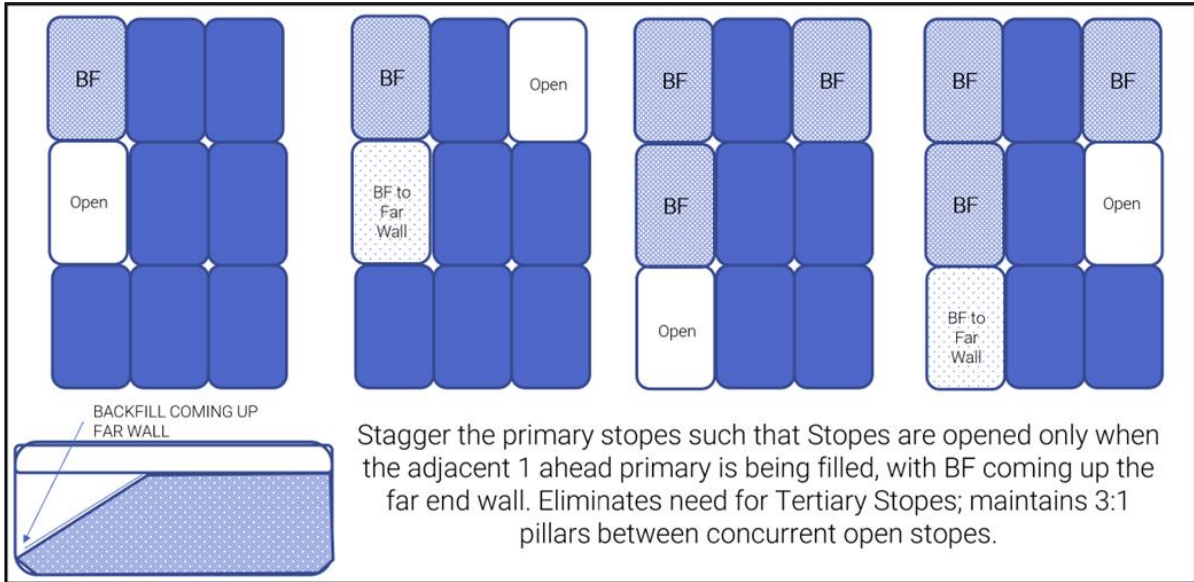 BF
Open
BF
Open
BF to
Far
Wall
BF
BF
BF
Open
BF
BF
BF
Open
BF to
Far
Wall
BACKFILL COMING UP
FAR WALL
Stagger the primary stopes such that Stopes are opened only when
the adjacent 1 ahead primary is being filled, with BF coming up the
far end wall. Eliminates need for Tertiary Stopes; maintains 3:1
pillars between concurrent open stopes.